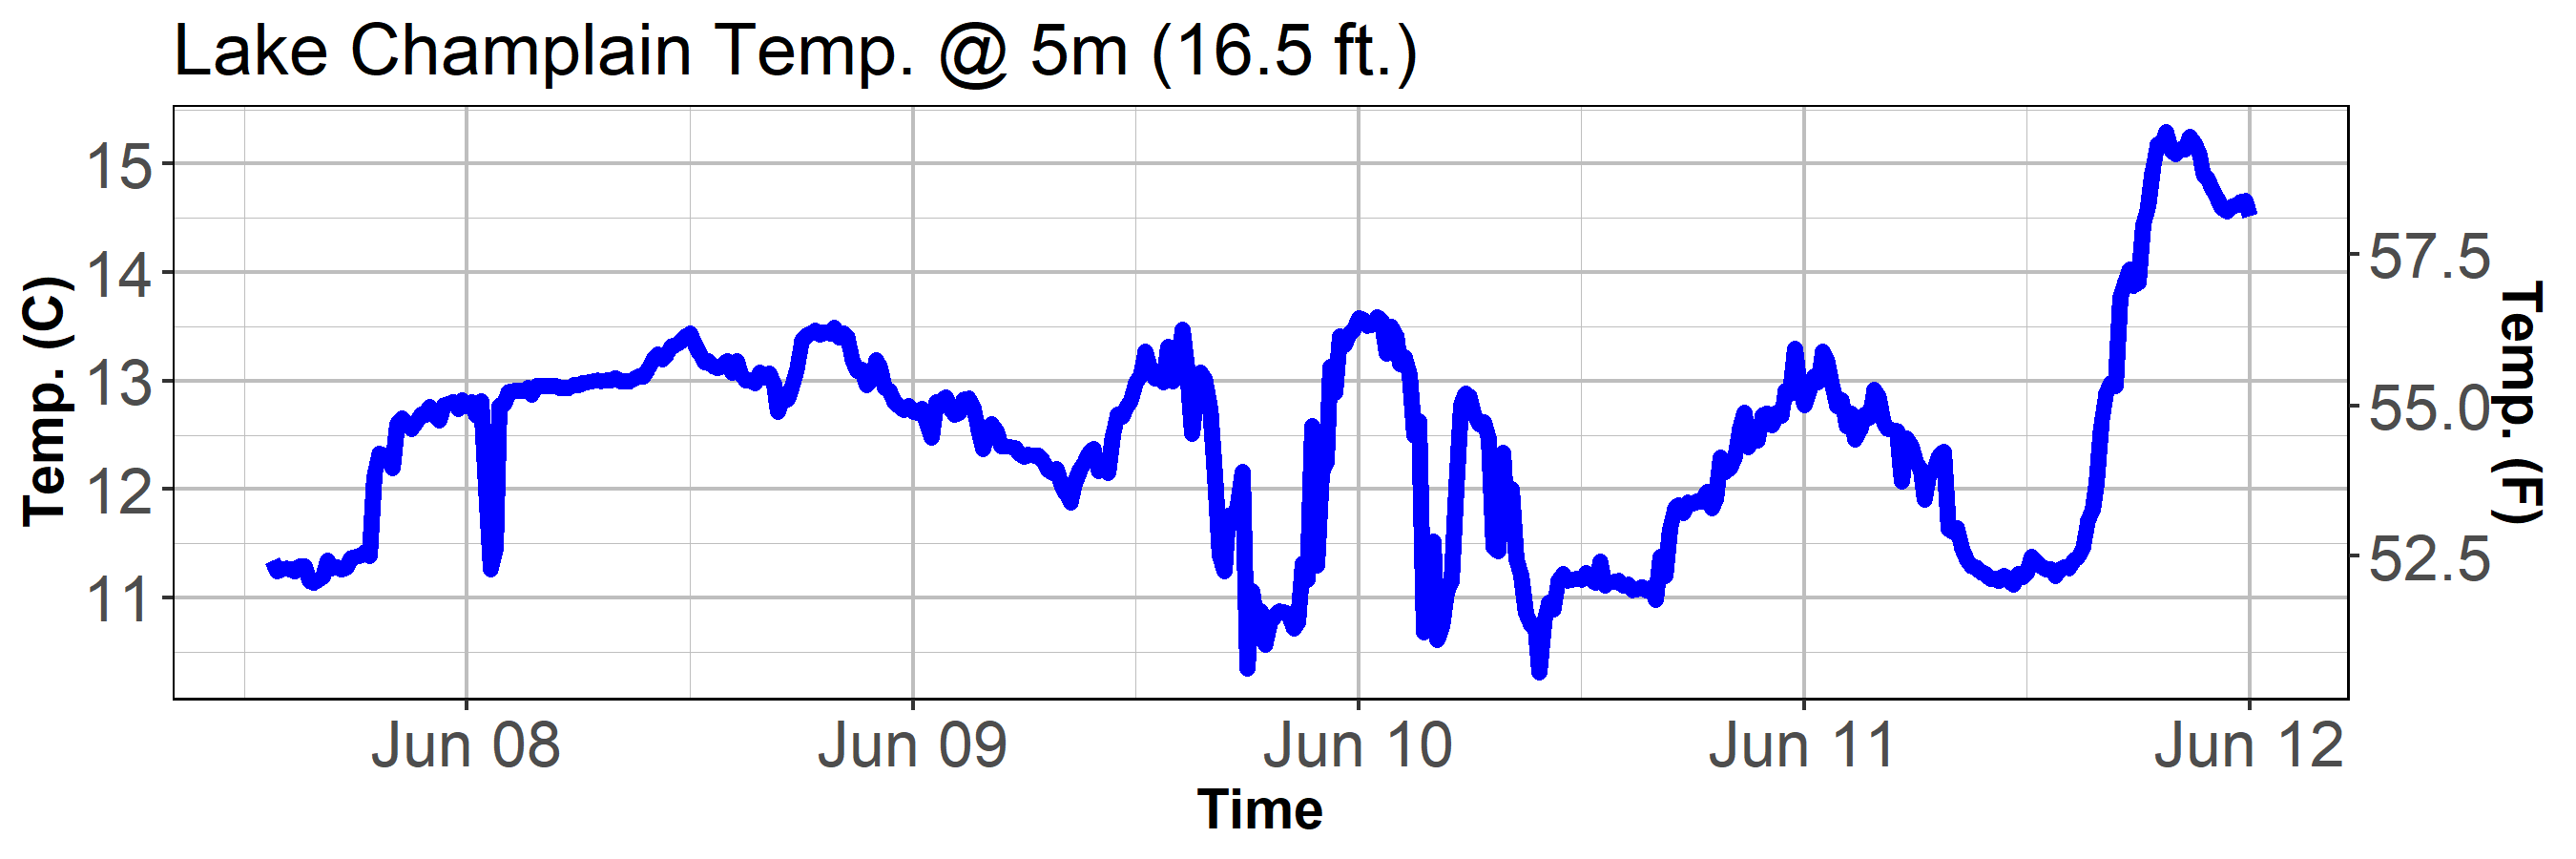 Lake Champlain Temp. @ 5m (16.5 ft.)
Temp. (C)
15
14
13
12
11
57.5
55.0
52.5
Temp. (F)
Jun 08 Jun 09 Jun 10 Jun 11 Jun 12
Time